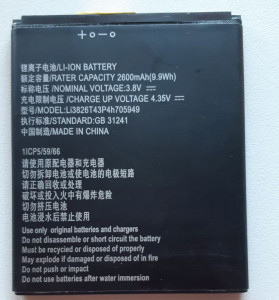 + o −
锂离子电池/LI-ION BATTERY
额定容量/RATER CAPACITY 2600mAh(9.9Wh)
标称电压/NOMINAL VOLTAGE:3.8V
充电限制电压/CHARGE UP VOLTAGE 4.35V
型号/MODEL:LI3826T43P4h705949
执行标准/STANDARD:GB 31241
中国制造/MADE IN CHINA
1ICP5/59/66
请使用原配电器和充电器
切勿拆卸电池或使电池的电极短路
请正确回收或处理
破坏或投入火中有爆炸危险
切勿挤压电池
电池浸水后禁止使用
Use only original batteries and chargers
Do not disassemble or short circuit the battery
Must be recycled or disposed of properly
May explode if damaged or disposed of in fire
Do not crush or impact
Do not use batteries after water immersion